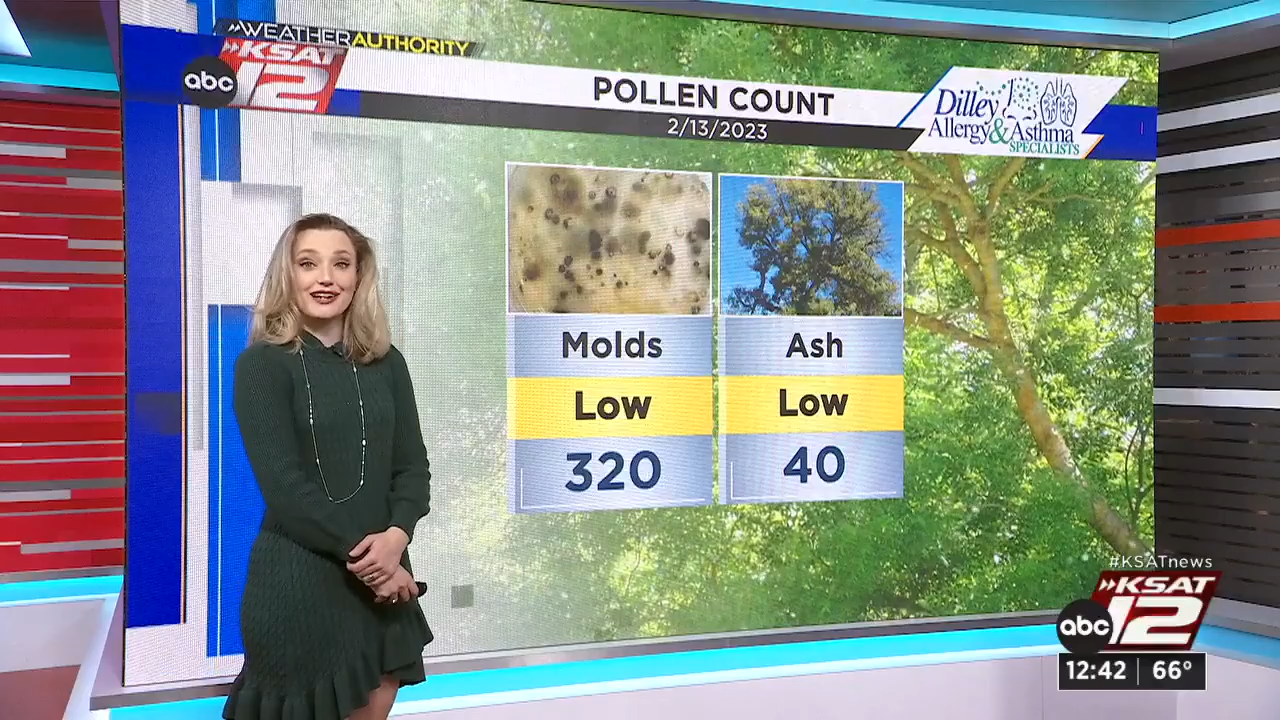 WEATHERAUTHORITY
KSAT
abc 12
POLLEN COUNT
2/13/2023
Dilley
Allergy & Asthma
SPECIALISTS
Molds
Low
320
Ash
Low
40
#KSATnews
KSAT
abc 12
12:42 66°